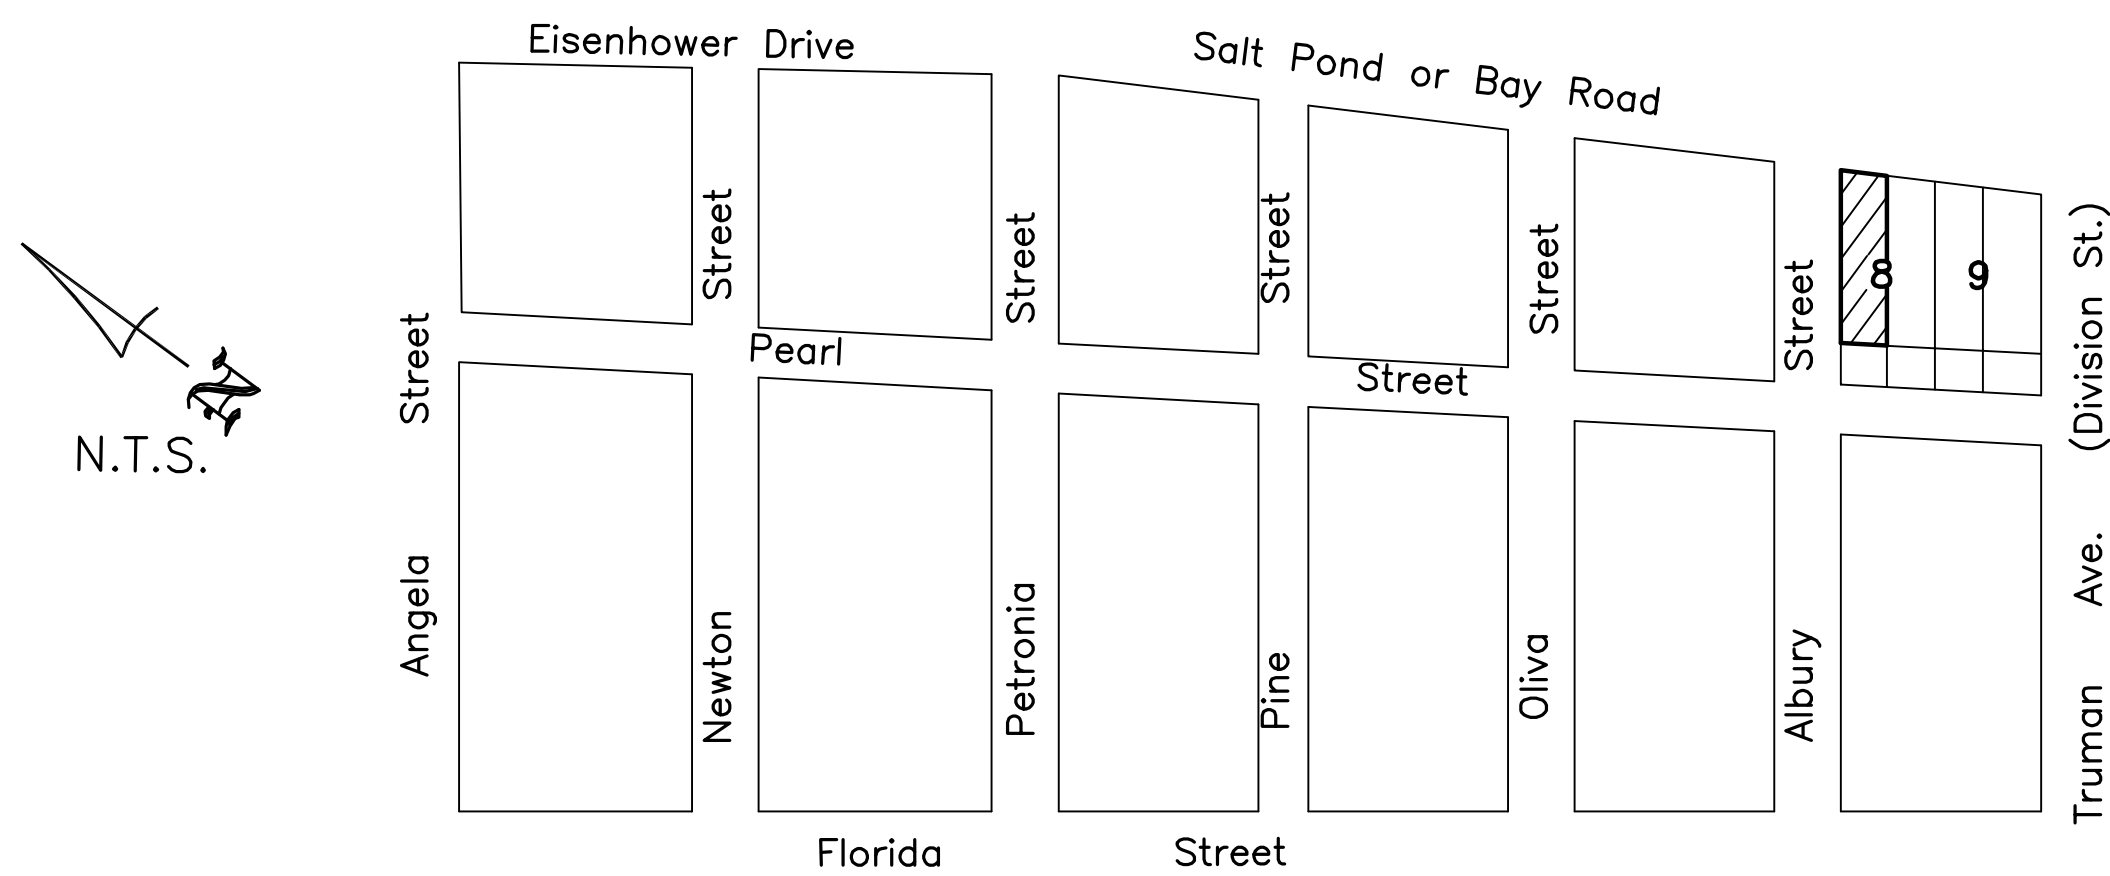 Eisenhower Drive
Salt Pond or Bay Road
N
N.T.S.
Angela Street
Newton Street
Petronia Street
Pine Street
Oliva Street
Albury Street
Truman Ave. (Division St.)
8
9
Pearl Street
Florida Street